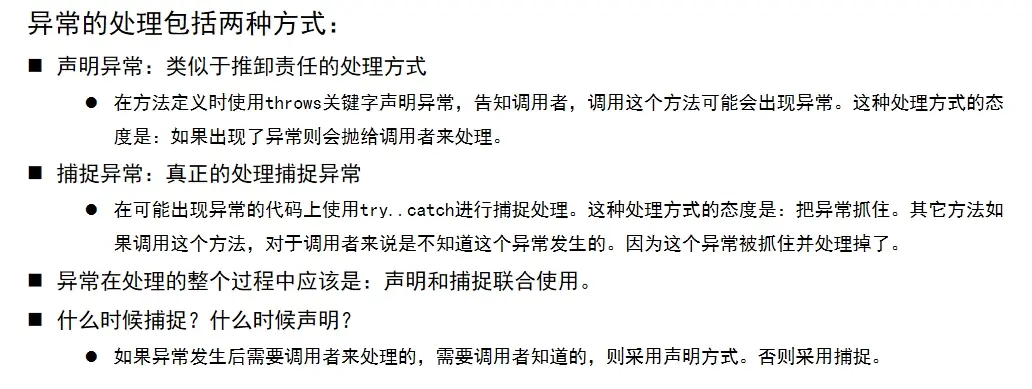 异常的处理包括两种方式：
■ 声明异常：类似于推卸责任的处理方式
● 在方法定义时使用throws关键字声明异常，告知调用者，调用这个方法可能会出现异常。这种处理方式的态
度是：如果出现了异常则会抛给调用者来处理。
■ 捕捉异常：真正的处理捕捉异常
● 在可能出现异常的代码上使用try..catch进行捕捉处理。这种处理方式的态度是：把异常抓住。其它方法如
果调用这个方法，对于调用者来说是不知道这个异常发生的。因为这个异常被抓住并处理掉了。
■ 异常在处理的整个过程中应该是：声明和捕捉联合使用。
■ 什么时候捕捉？什么时候声明？
● 如果异常发生后需要调用者来处理的，需要调用者知道的，则采用声明方式。否则采用捕捉。